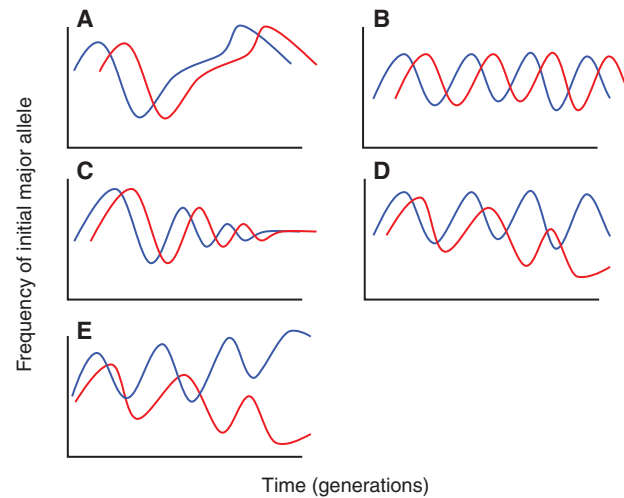 A
B
C
D
E
Frequency of initial major allele
Time (generations)